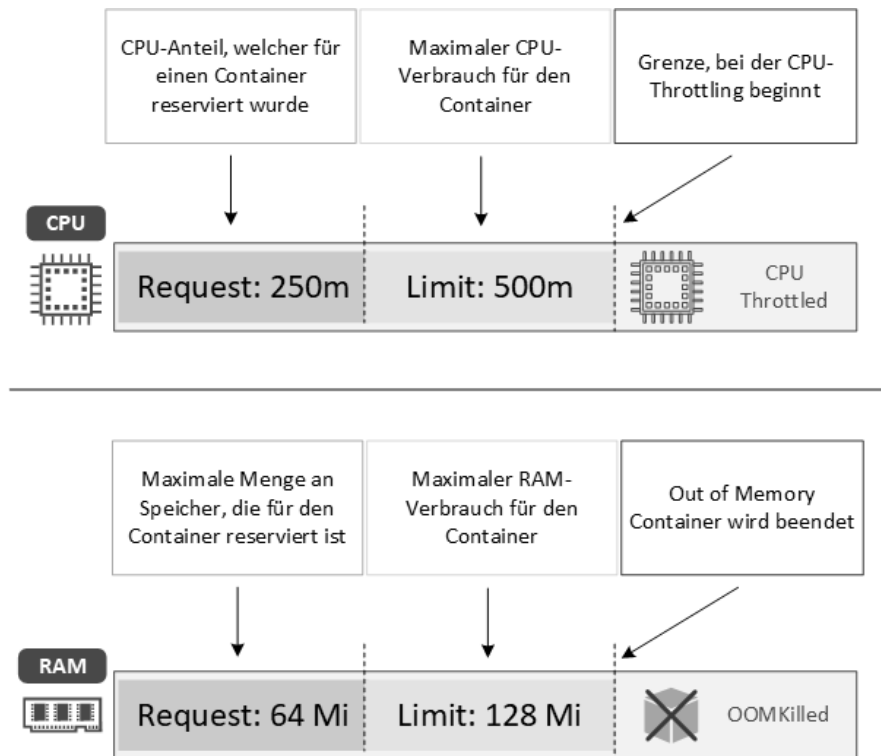 CPU-Anteil, welcher für
einen Container
reserviert wurde
Maximaler CPU-
Verbrauch für den
Container
Grenze, bei der CPU-
Throttling beginnt
CPU
Request: 250m
Limit: 500m
CPU
Throttled
Maximale Menge an
Speicher, die für den
Container reserviert ist
Maximaler RAM-
Verbrauch für den
Container
Out of Memory
Container wird beendet
RAM
Request: 64 Mi
Limit: 128 Mi
OOMKilled